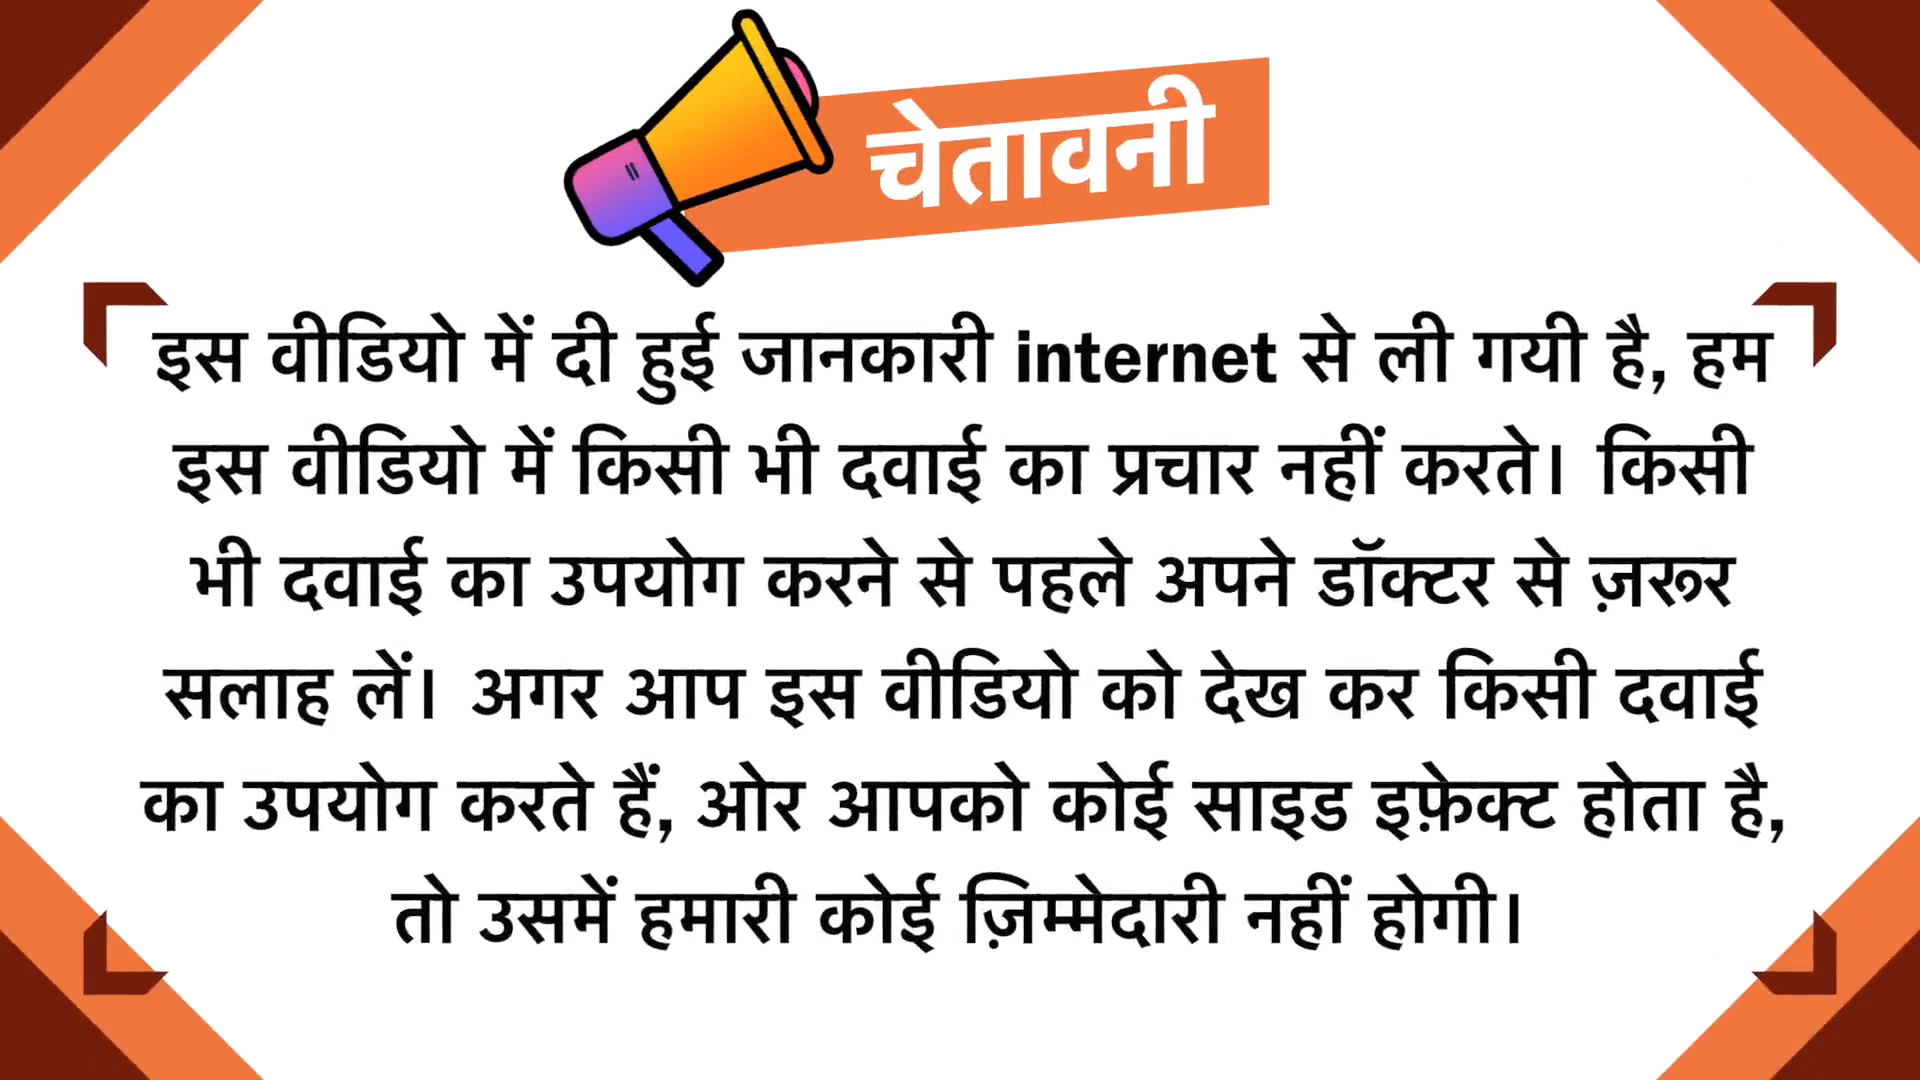 चेतावनी
इस वीडियो में दी हुई जानकारी internet से ली गयी है, हम
इस वीडियो में किसी भी दवाई का प्रचार नहीं करते। किसी
भी दवाई का उपयोग करने से पहले अपने डॉक्टर से ज़रूर
सलाह लें। अगर आप इस वीडियो को देख कर किसी दवाई
का उपयोग करते हैं, ओर आपको कोई साइड इफ़ेक्ट होता है,
तो उसमें हमारी कोई ज़िम्मेदारी नहीं होगी।